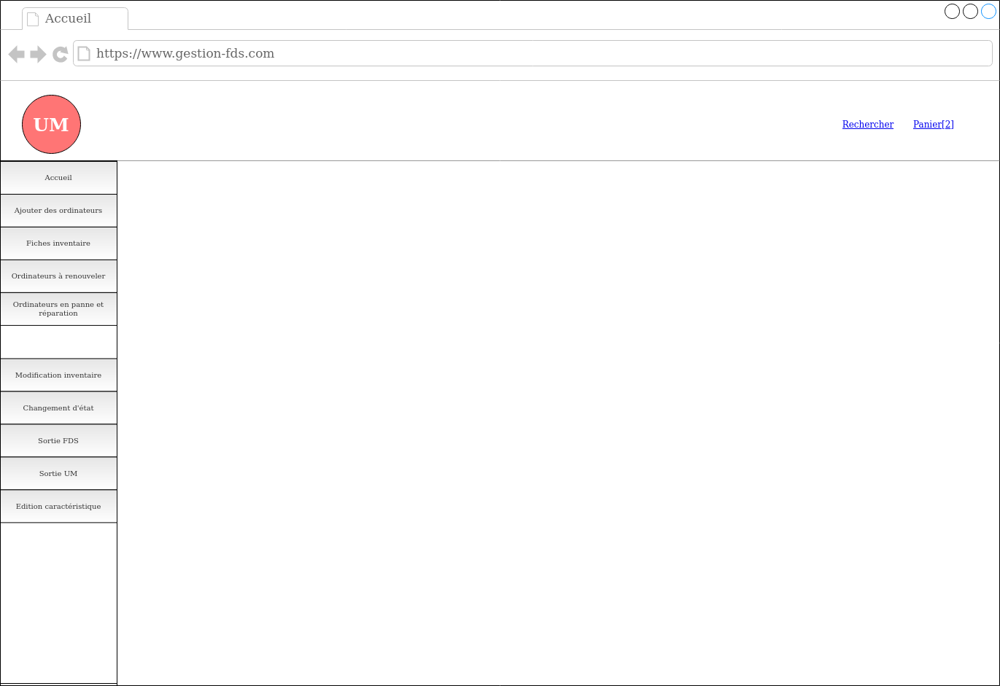 Accueil
https://www.gestion-fds.com
UM
Rechercher
Panier[2]
Accueil
Ajouter des ordinateurs
Fiches inventaire
Ordinateurs à renouveler
Ordinateurs en panne et
réparation
Modification inventaire
Changement d'état
Sortie FDS
Sortie UM
Edition caractéristique